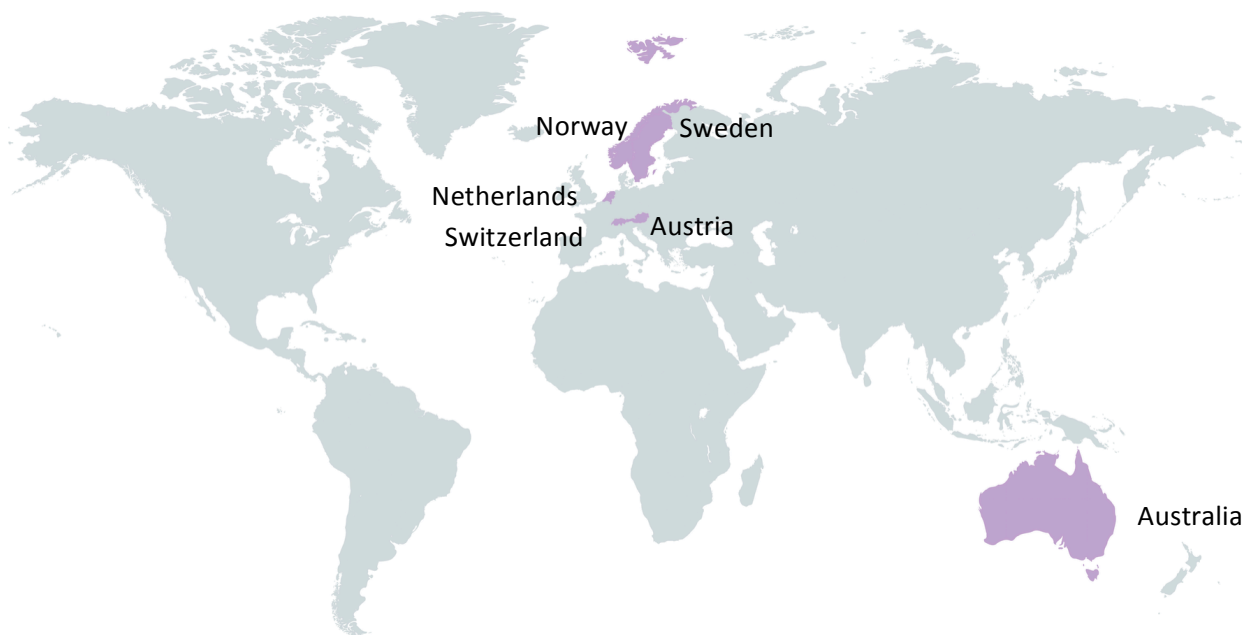 Norway
Sweden
Netherlands
Austria
Switzerland
Australia